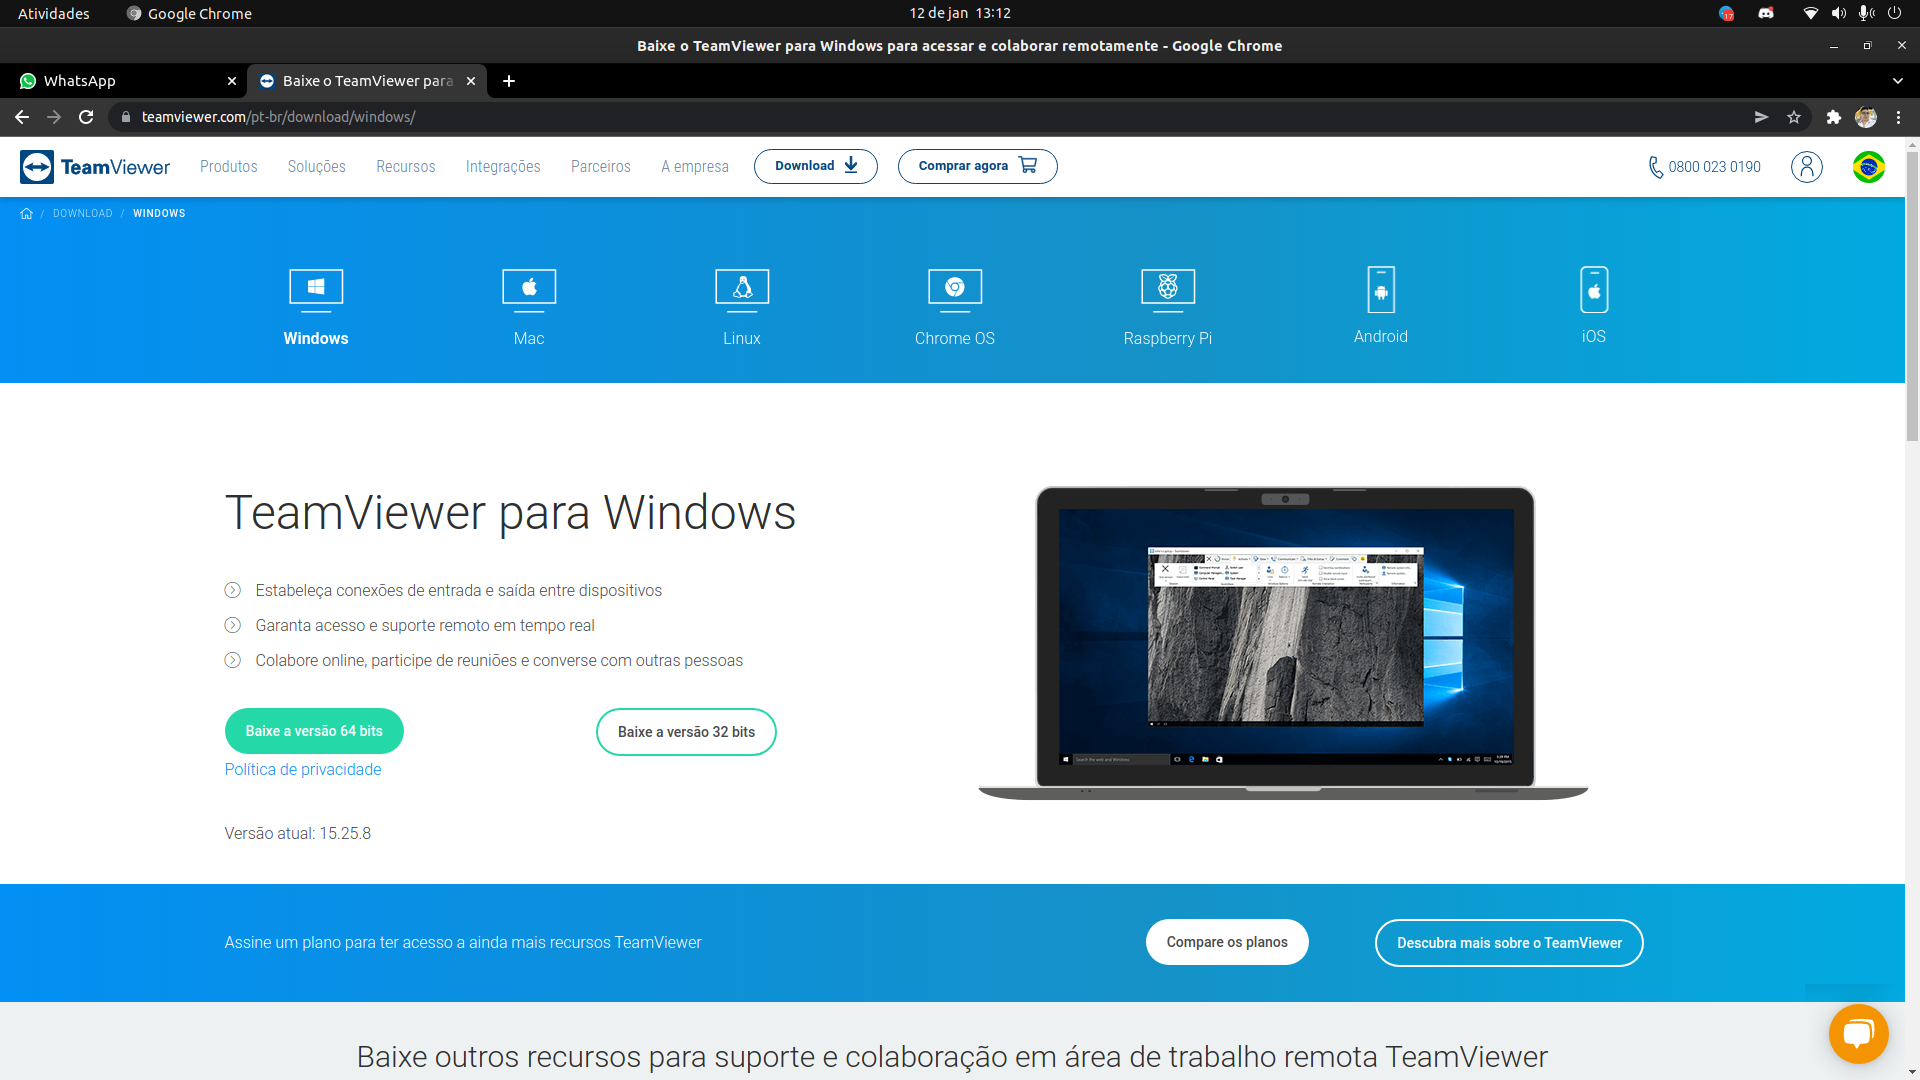 Atividades
Google Chrome
12 de jan 13:12
17
Baixe o TeamViewer para Windows para acessar e colaborar remotamente - Google Chrome
WhatsApp
Baixe o TeamViewer para
teamviewer.com/pt-br/download/windows/
TeamViewer
Produtos
Soluções
Recursos
Integrações
Parceiros
A empresa
Download
Comprar agora
0800 023 0190
/ DOWNLOAD / WINDOWS
Windows
Mac
Linux
Chrome OS
Raspberry Pi
Android
iOS
TeamViewer para Windows
Estabeleça conexões de entrada e saída entre dispositivos
Garanta acesso e suporte remoto em tempo real
Colabore online, participe de reuniões e converse com outras pessoas
Baixe a versão 64 bits
Baixe a versão 32 bits
Política de privacidade
Search the web and Windows
Versão atual: 15.25.8
Assine um plano para ter acesso a ainda mais recursos TeamViewer
Compare os planos
Descubra mais sobre o TeamViewer
Baixe outros recursos para suporte e colaboração em área de trabalho remota TeamViewer